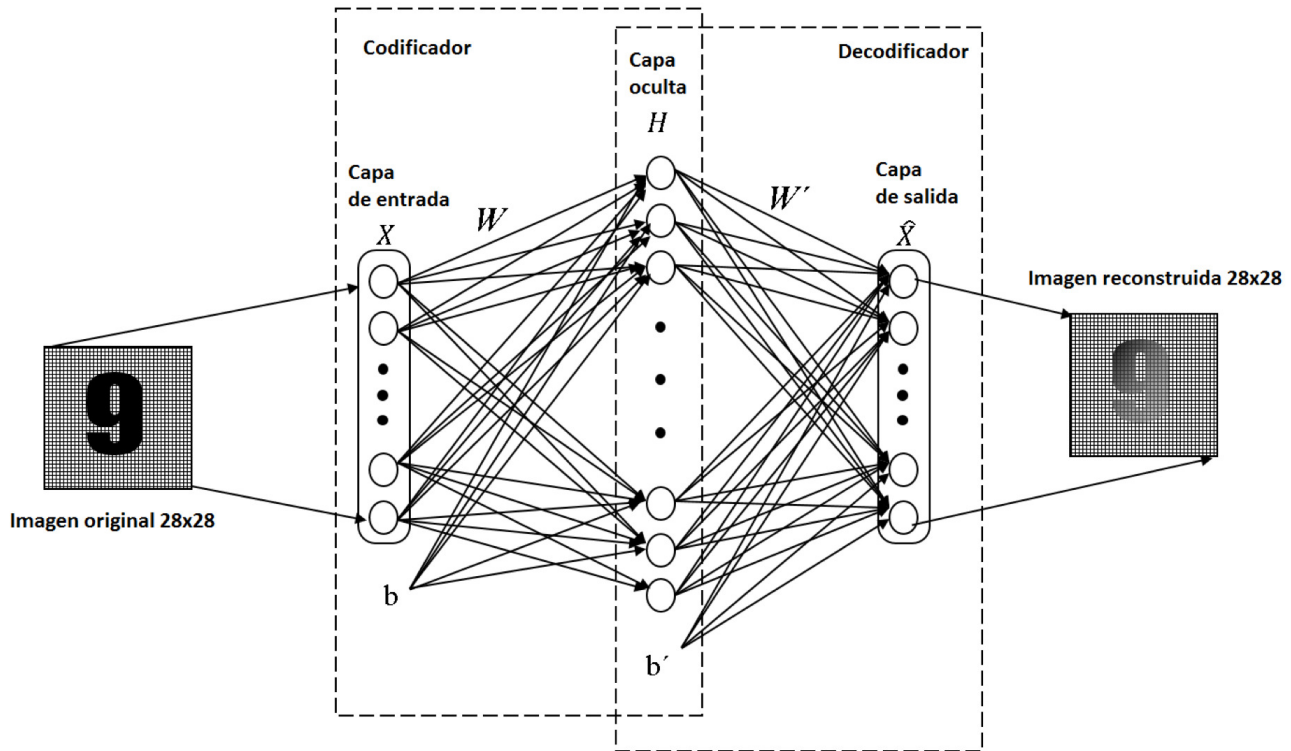 Codificador
Decodificador
Capa
oculta
H
Capa
de entrada
X
W
W´
Capa
de salida
X̂
Imagen reconstruida 28x28
9
9
Imagen original 28x28
b
b´